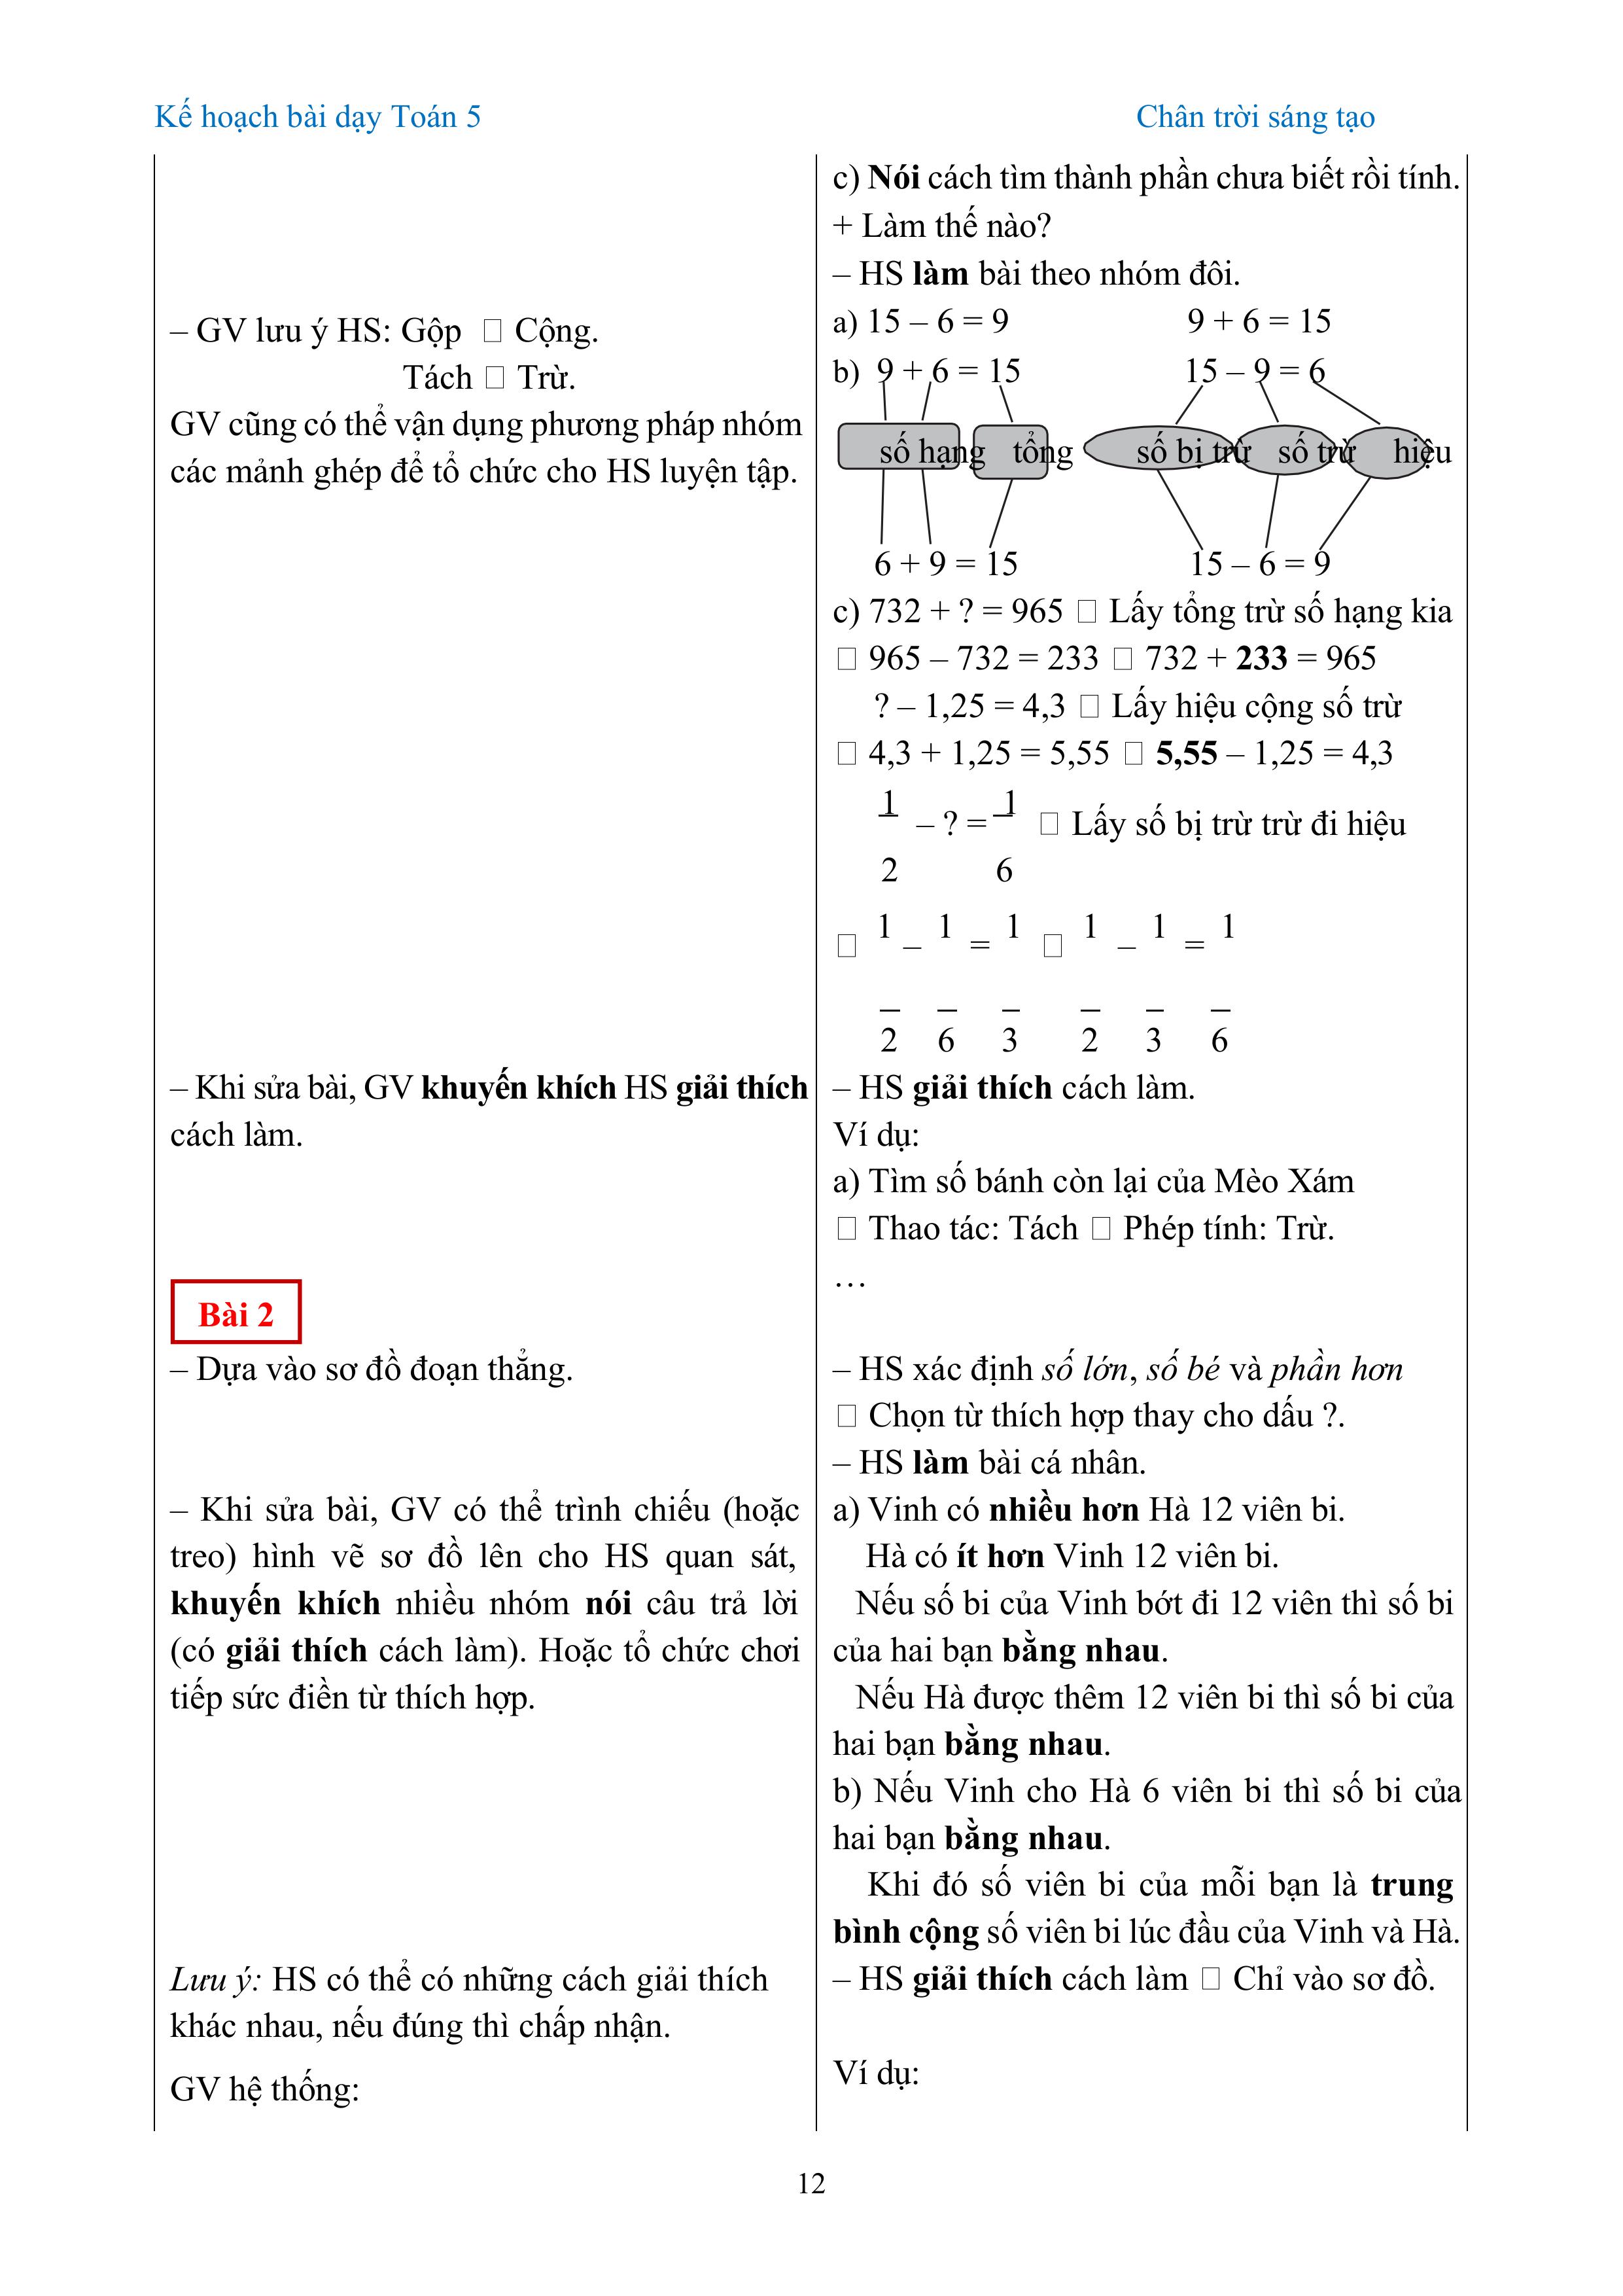 Kế hoạch bài dạy Toán 5
Chân trời sáng tạo
– GV lưu ý HS: Gộp □ Cộng.
Tách □ Trừ.
GV cũng có thể vận dụng phương pháp nhóm
các mảnh ghép để tổ chức cho HS luyện tập.
– Khi sửa bài, GV khuyến khích HS giải thích
cách làm.
Bài 2
– Dựa vào sơ đồ đoạn thẳng.
– Khi sửa bài, GV có thể trình chiếu (hoặc
treo) hình vẽ sơ đồ lên cho HS quan sát,
khuyến khích nhiều nhóm nói câu trả lời
(có giải thích cách làm). Hoặc tổ chức chơi
tiếp sức điền từ thích hợp.
Lưu ý: HS có thể có những cách giải thích
khác nhau, nếu đúng thì chấp nhận.
GV hệ thống:
c) Nói cách tìm thành phần chưa biết rồi tính.
+ Làm thế nào?
– HS làm bài theo nhóm đôi.
a) 15 – 6 = 9 9 + 6 = 15
b) 9 + 6 = 15 15 – 9 = 6
số hạng tổng số bị trừ số trừ hiệu
6 + 9 = 15 15 – 6 = 9
c) 732 + ? = 965 □ Lấy tổng trừ số hạng kia
□ 965 – 732 = 233 □ 732 + 233 = 965
? – 1,25 = 4,3 □ Lấy hiệu cộng số trừ
□ 4,3 + 1,25 = 5,55 □ 5,55 – 1,25 = 4,3
1 1
– ? = □ Lấy số bị trừ trừ đi hiệu
2 6
□ 1 – 1 = 1 □ 1 – 1 = 1
2 6 3 2 3 6
– HS giải thích cách làm.
Ví dụ:
a) Tìm số bánh còn lại của Mèo Xám
□ Thao tác: Tách □ Phép tính: Trừ.
…
– HS xác định số lớn, số bé và phần hơn
□ Chọn từ thích hợp thay cho dấu ?.
– HS làm bài cá nhân.
a) Vinh có nhiều hơn Hà 12 viên bi.
Hà có ít hơn Vinh 12 viên bi.
Nếu số bi của Vinh bớt đi 12 viên thì số bi
của hai bạn bằng nhau.
Nếu Hà được thêm 12 viên bi thì số bi của
hai bạn bằng nhau.
b) Nếu Vinh cho Hà 6 viên bi thì số bi của
hai bạn bằng nhau.
Khi đó số viên bi của mỗi bạn là trung
bình cộng số viên bi lúc đầu của Vinh và Hà.
– HS giải thích cách làm □ Chỉ vào sơ đồ.
Ví dụ:
12